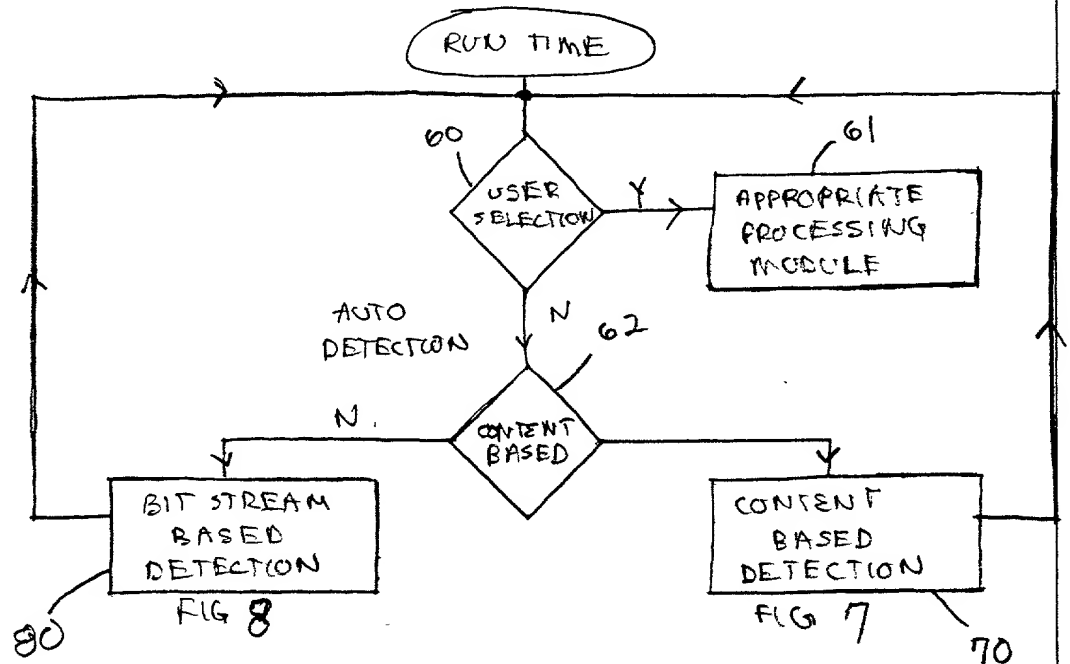 RUN TIME
60
USER
SELECTION
Y
61
APPROPRIATE
PROCESSING
MODULE
AUTO
DETECTION
N
62
N.
CONTENT
BASED
BIT STREAM
BASED
DETECTION
FIG 8
80
CONTENT
BASED
DETECTION
FIG 7
70